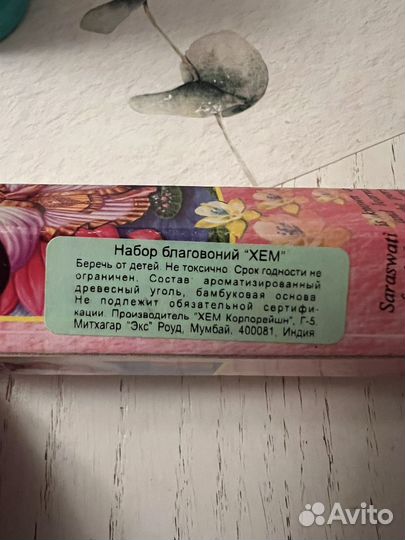 Набор благовоний "ХЕМ"
Беречь от детей. Не токсично Срок годности не
ограничен. Состав: ароматизированный
древесный уголь, бамбуковая основа
Не подлежит обязательной сертифи-
кации. Производитель "ХЕМ Корпорейшн", Г-5.
Митхагар "Экс" Роуд, Мумбай, 400081, Индия
Saraswati is
Avito